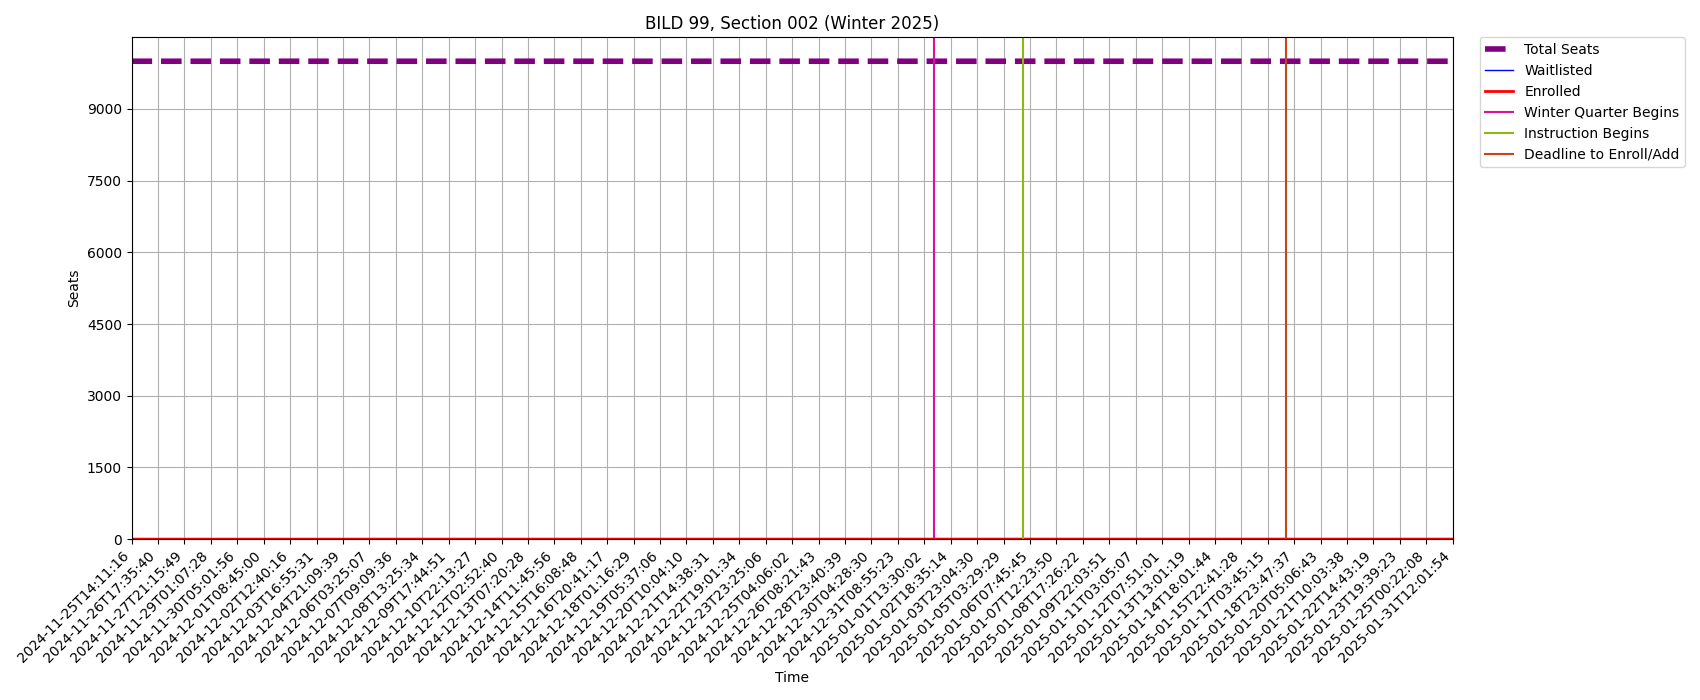 BILD 99, Section 002 (Winter 2025)
Total Seats
Waitlisted
Enrolled
Winter Quarter Begins
Instruction Begins
Deadline to Enroll/Add
Seats
9000
7500
6000
4500
3000
1500
0
2024-11-25T14:11:16
2024-11-26T17:35:40
2024-11-27T21:15:49
2024-11-29T01:07:28
2024-11-30T05:01:56
2024-12-01T08:45:00
2024-12-02T12:40:16
2024-12-03T16:55:31
2024-12-04T21:09:39
2024-12-06T03:25:07
2024-12-07T09:09:36
2024-12-08T13:25:34
2024-12-09T17:44:51
2024-12-10T22:13:27
2024-12-12T02:52:40
2024-12-13T07:20:28
2024-12-14T11:45:56
2024-12-15T16:08:48
2024-12-16T20:41:17
2024-12-18T01:16:29
2024-12-19T05:37:06
2024-12-20T10:04:10
2024-12-21T14:38:31
2024-12-22T19:01:34
2024-12-23T23:25:06
2024-12-25T04:06:02
2024-12-26T08:21:43
2024-12-28T23:40:39
2024-12-30T04:28:30
2024-12-31T08:55:23
2025-01-01T13:30:02
2025-01-02T18:35:14
2025-01-03T23:04:30
2025-01-05T03:29:29
2025-01-06T07:45:45
2025-01-07T12:23:50
2025-01-08T17:26:22
2025-01-09T22:03:51
2025-01-11T03:05:07
2025-01-12T07:51:01
2025-01-13T13:01:19
2025-01-14T18:01:44
2025-01-15T22:41:28
2025-01-17T03:45:15
2025-01-18T23:47:37
2025-01-20T05:06:43
2025-01-21T10:03:38
2025-01-22T14:43:19
2025-01-23T19:39:23
2025-01-25T00:22:08
2025-01-31T12:01:54
Time